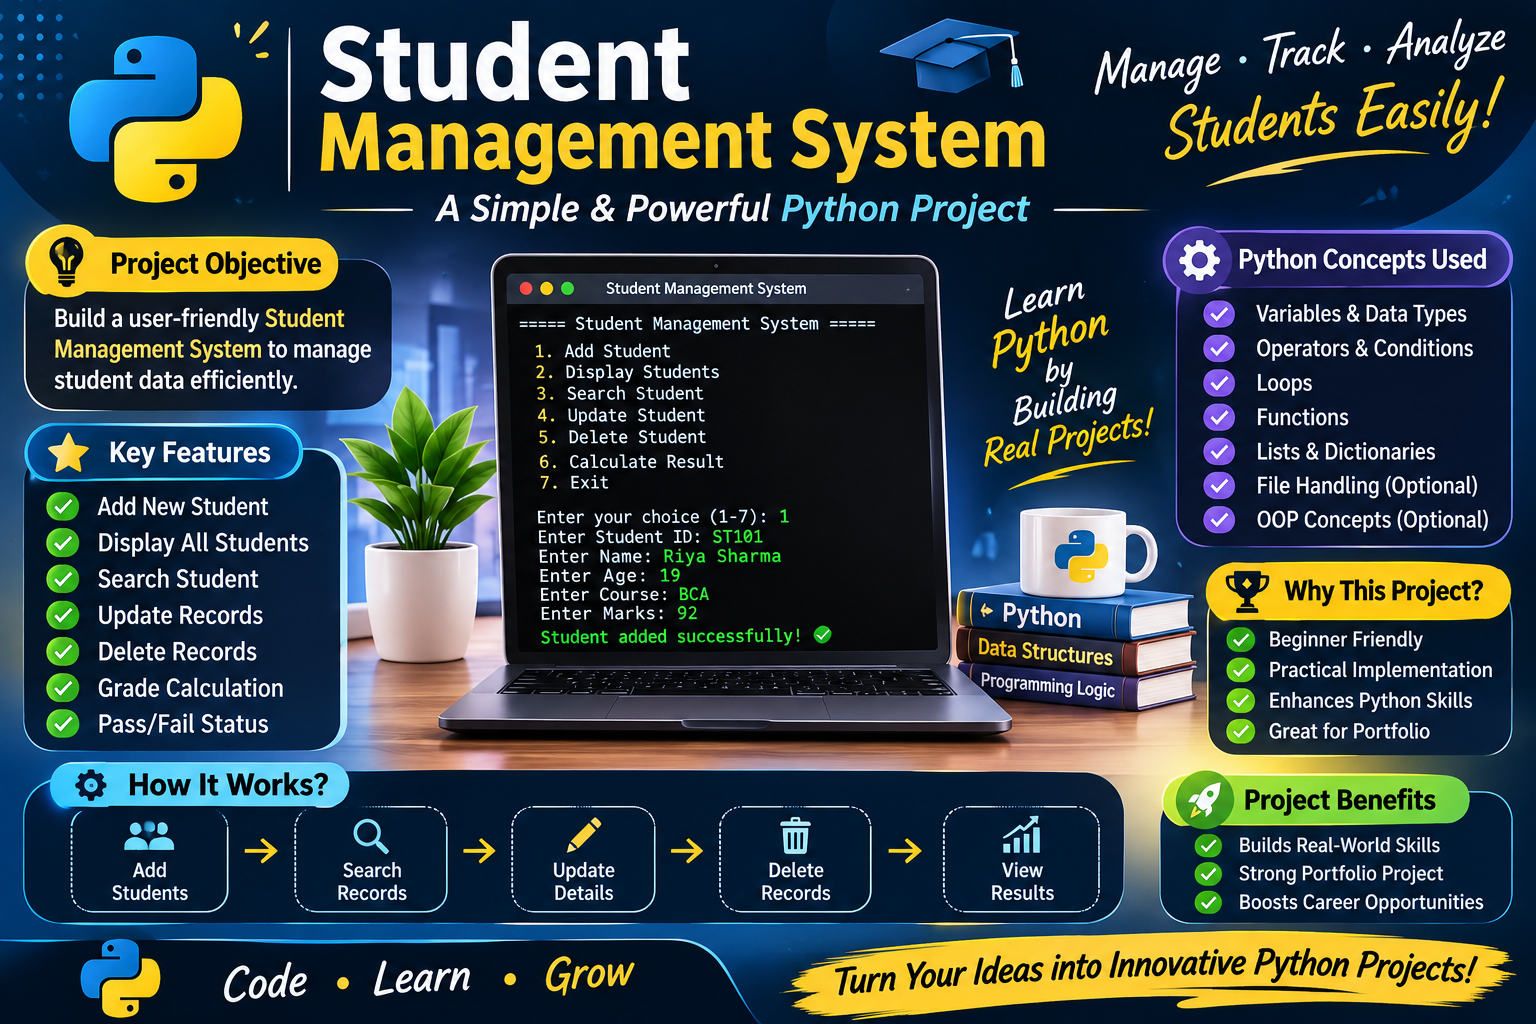 Student
Management System
A Simple & Powerful Python Project
Manage · Track · Analyze
Students Easily!
Project Objective
Build a user-friendly Student
Management System to manage
student data efficiently.
Key Features
Add New Student
Display All Students
Search Student
Update Records
Delete Records
Grade Calculation
Pass/Fail Status
Student Management System
===== Student Management System =====
1. Add Student
2. Display Students
3. Search Student
4. Update Student
5. Delete Student
6. Calculate Result
7. Exit
Enter your choice (1-7): 1
Enter Student ID: ST101
Enter Name: Riya Sharma
Enter Age: 19
Enter Course: BCA
Enter Marks: 92
Student added successfully!
Learn
Python
by
Building
Real Projects!
Python
Data Structures
Programming Logic
Python Concepts Used
Variables & Data Types
Operators & Conditions
Loops
Functions
Lists & Dictionaries
File Handling (Optional)
OOP Concepts (Optional)
Why This Project?
Beginner Friendly
Practical Implementation
Enhances Python Skills
Great for Portfolio
How It Works?
Add
Students
Search
Records
Update
Details
Delete
Records
View
Results
Project Benefits
Builds Real-World Skills
Strong Portfolio Project
Boosts Career Opportunities
Code • Learn • Grow
Turn Your Ideas into Innovative Python Projects!